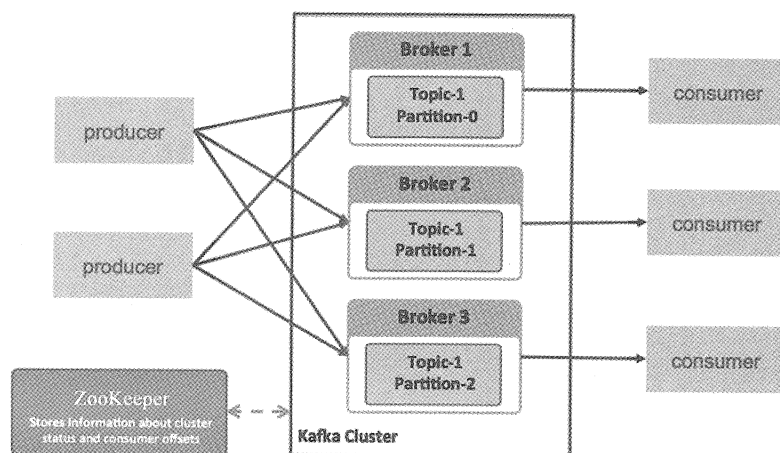 Broker 1
Topic-1
Partition-0
producer
consumer
Broker 2
Topic-1
Partition-1
producer
consumer
Broker 3
Topic-1
Partition-2
consumer
ZooKeeper
Stores Information about cluster
status and consumer offsets
Kafka Cluster